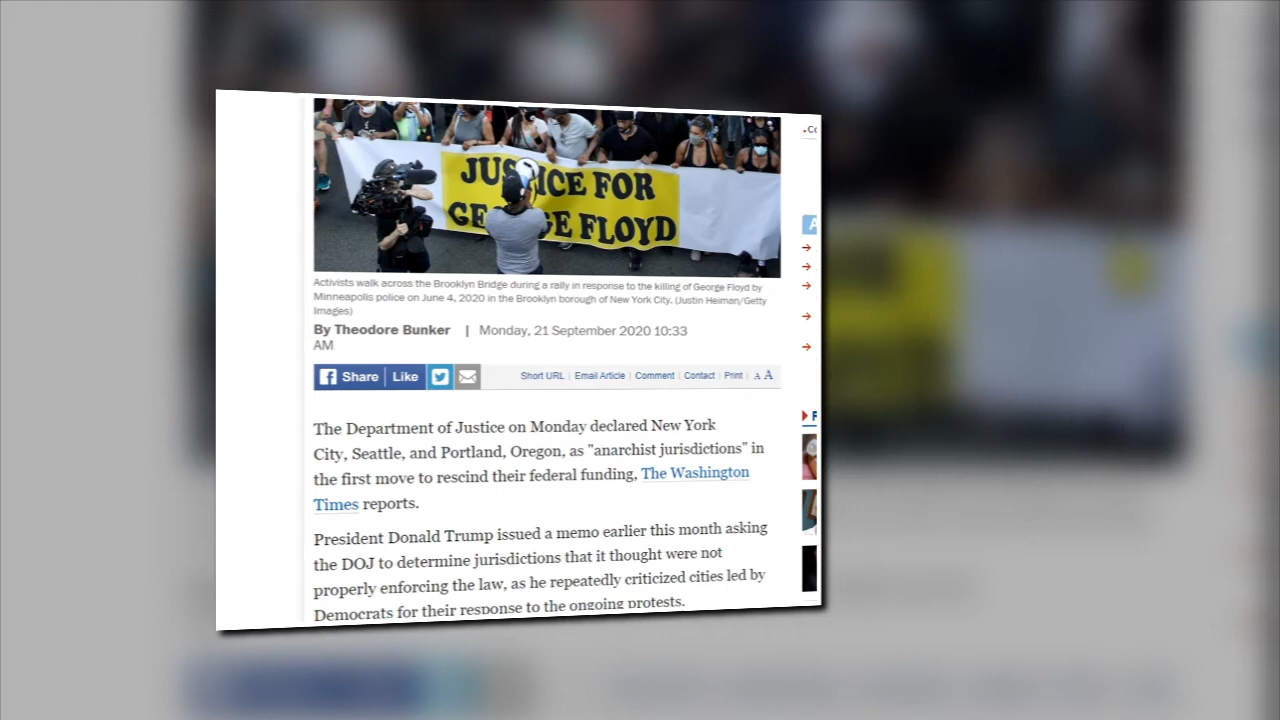 JUSTICE FOR
GEORGE FLOYD
Activists walk across the Brooklyn Bridge during a rally in response to the killing of George Floyd by
Minneapolis police on June 4, 2020 in the Brooklyn borough of New York City. (Justin Heiman/Getty
Images)
By Theodore Bunker | Monday, 21 September 2020 10:33
AM
Share Like
Short URL | Email Article | Comment | Contact | Print | A A
The Department of Justice on Monday declared New York
City, Seattle, and Portland, Oregon, as "anarchist jurisdictions" in
the first move to rescind their federal funding, The Washington
Times reports.
President Donald Trump issued a memo earlier this month asking
the DOJ to determine jurisdictions that it thought were not
properly enforcing the law, as he repeatedly criticized cities led by
Democrats for their response to the ongoing protests.